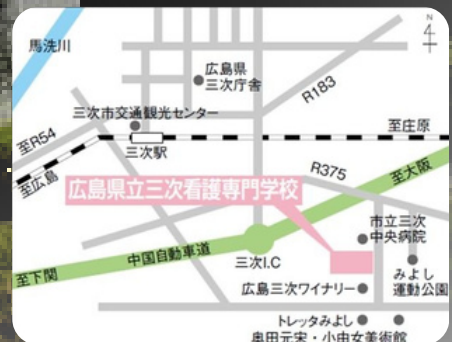 N
4
馬洗川
広島県
三次庁舎
R183
三次市交通観光センター
至R54
至庄原
三次駅
至広島
R375
至大阪
広島県立三次看護専門学校
市立三次
中央病院
中国自動車道
三次I.C
至下関
みよし
運動公園
広島三次ワイナリー
トレッタみよし
奥田元宋・小由女美術館